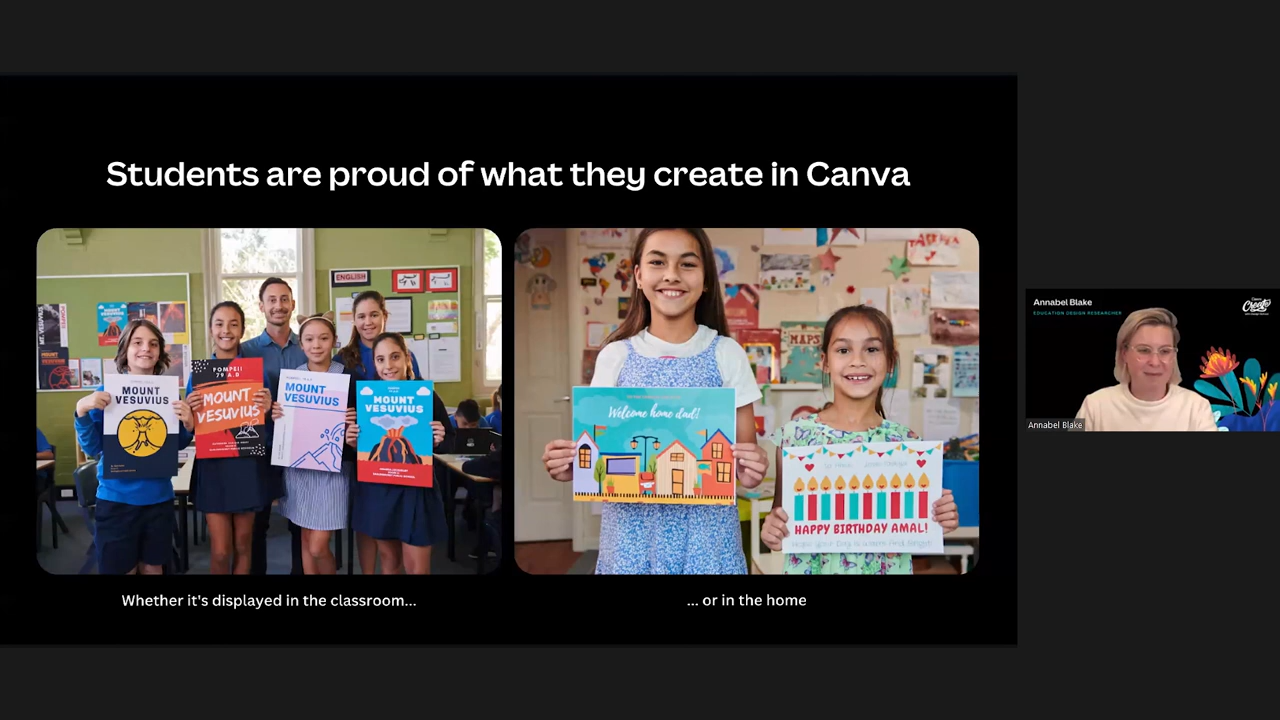 Students are proud of what they create in Canva
ENGLISH
MOUNT
VESUVIUS
POMPEII
79 A.D
MOUNT
VESUVIUS
MOUNT
VESUVIUS
MOUNT
VESUVIUS
MAPS
Welcome home dad!
HAPPY BIRTHDAY AMAL!
Whether it's displayed in the classroom...
... or in the home
Annabel Blake
EDUCATION DESIGN RESEARCHER
Create
Annabel Blake